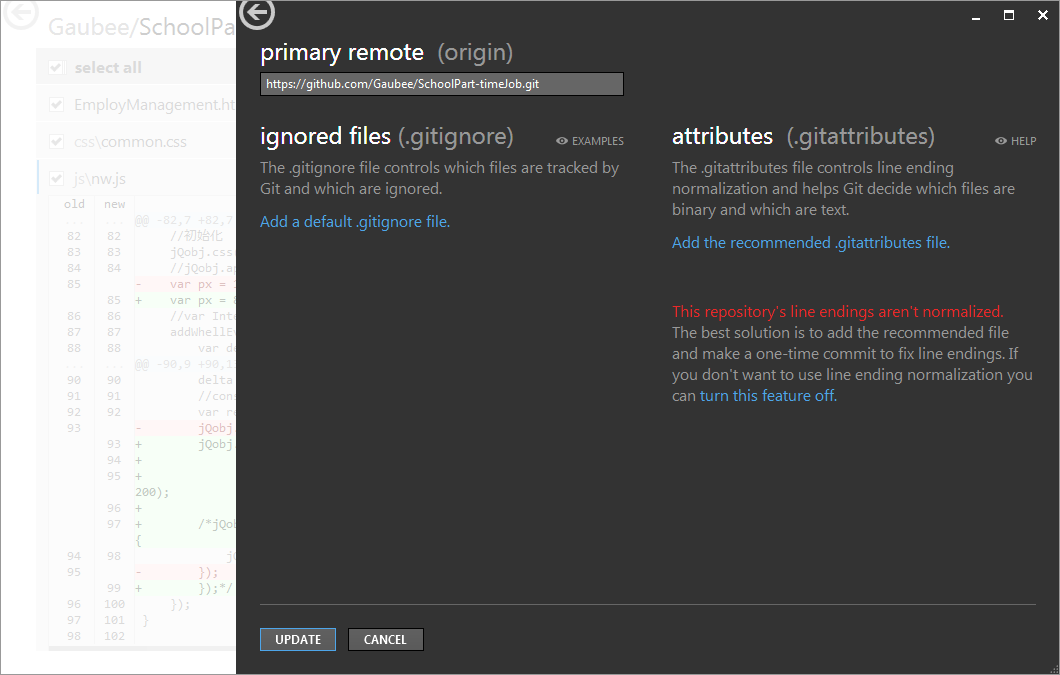 Gaubee/SchoolPa
select all
EmployManagement.ht
css\common.css
js\nw.js
old new
... ... @@ -82,7 +82,7
82 82 //初始化
83 83 jQobj.css
84 84 //jQobj.ap
85 - var px =
85 + var px = 8
86 86 //var Inte
87 87 addWhellEv
88 88 var de
... ... @@ -90,9 +90,13
90 90 delta
91 91 //cons
92 92 var re
93 - jQobj.
93 + jQobj.
94 +
95 +
200);
96 +
97 + /*jQob
{
94 98 jQ
95 - });
99 + });*/
96 100 });
97 101 }
98 102
primary remote (origin)
https://github.com/Gaubee/SchoolPart-timeJob.git
ignored files (.gitignore)
EXAMPLES
The .gitignore file controls which files are tracked by
Git and which are ignored.
Add a default .gitignore file.
attributes (.gitattributes)
HELP
The .gitattributes file controls line ending
normalization and helps Git decide which files are
binary and which are text.
Add the recommended .gitattributes file.
This repository's line endings aren't normalized.
The best solution is to add the recommended file
and make a one-time commit to fix line endings. If
you don't want to use line ending normalization you
can turn this feature off.
UPDATE
CANCEL